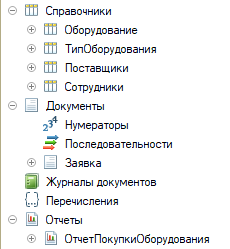 Справочники
Оборудование
ТипОборудования
Поставщики
Сотрудники
Документы
Нумераторы
Последовательности
Заявка
Журналы документов
Перечисления
Отчеты
ОтчетПокупкиОборудования